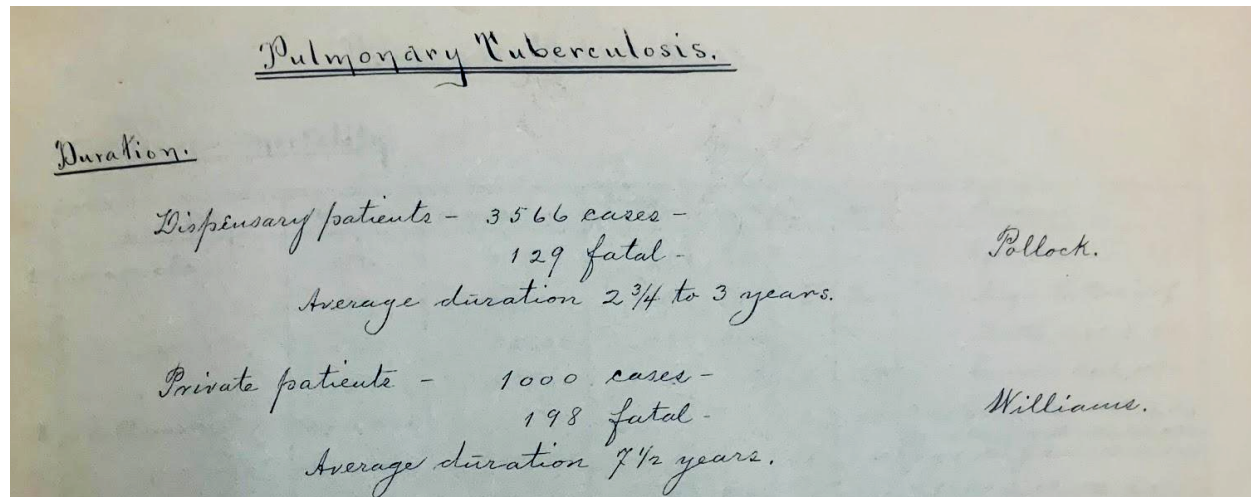 Pulmonary Tuberculosis.
Duration.
Dispensary patients - 3566 cases -
129 fatal - Pollock.
Average duration 2 3/4 to 3 years.
Private patients - 1000 cases -
198 fatal - Williams.
Average duration 7 1/2 years.